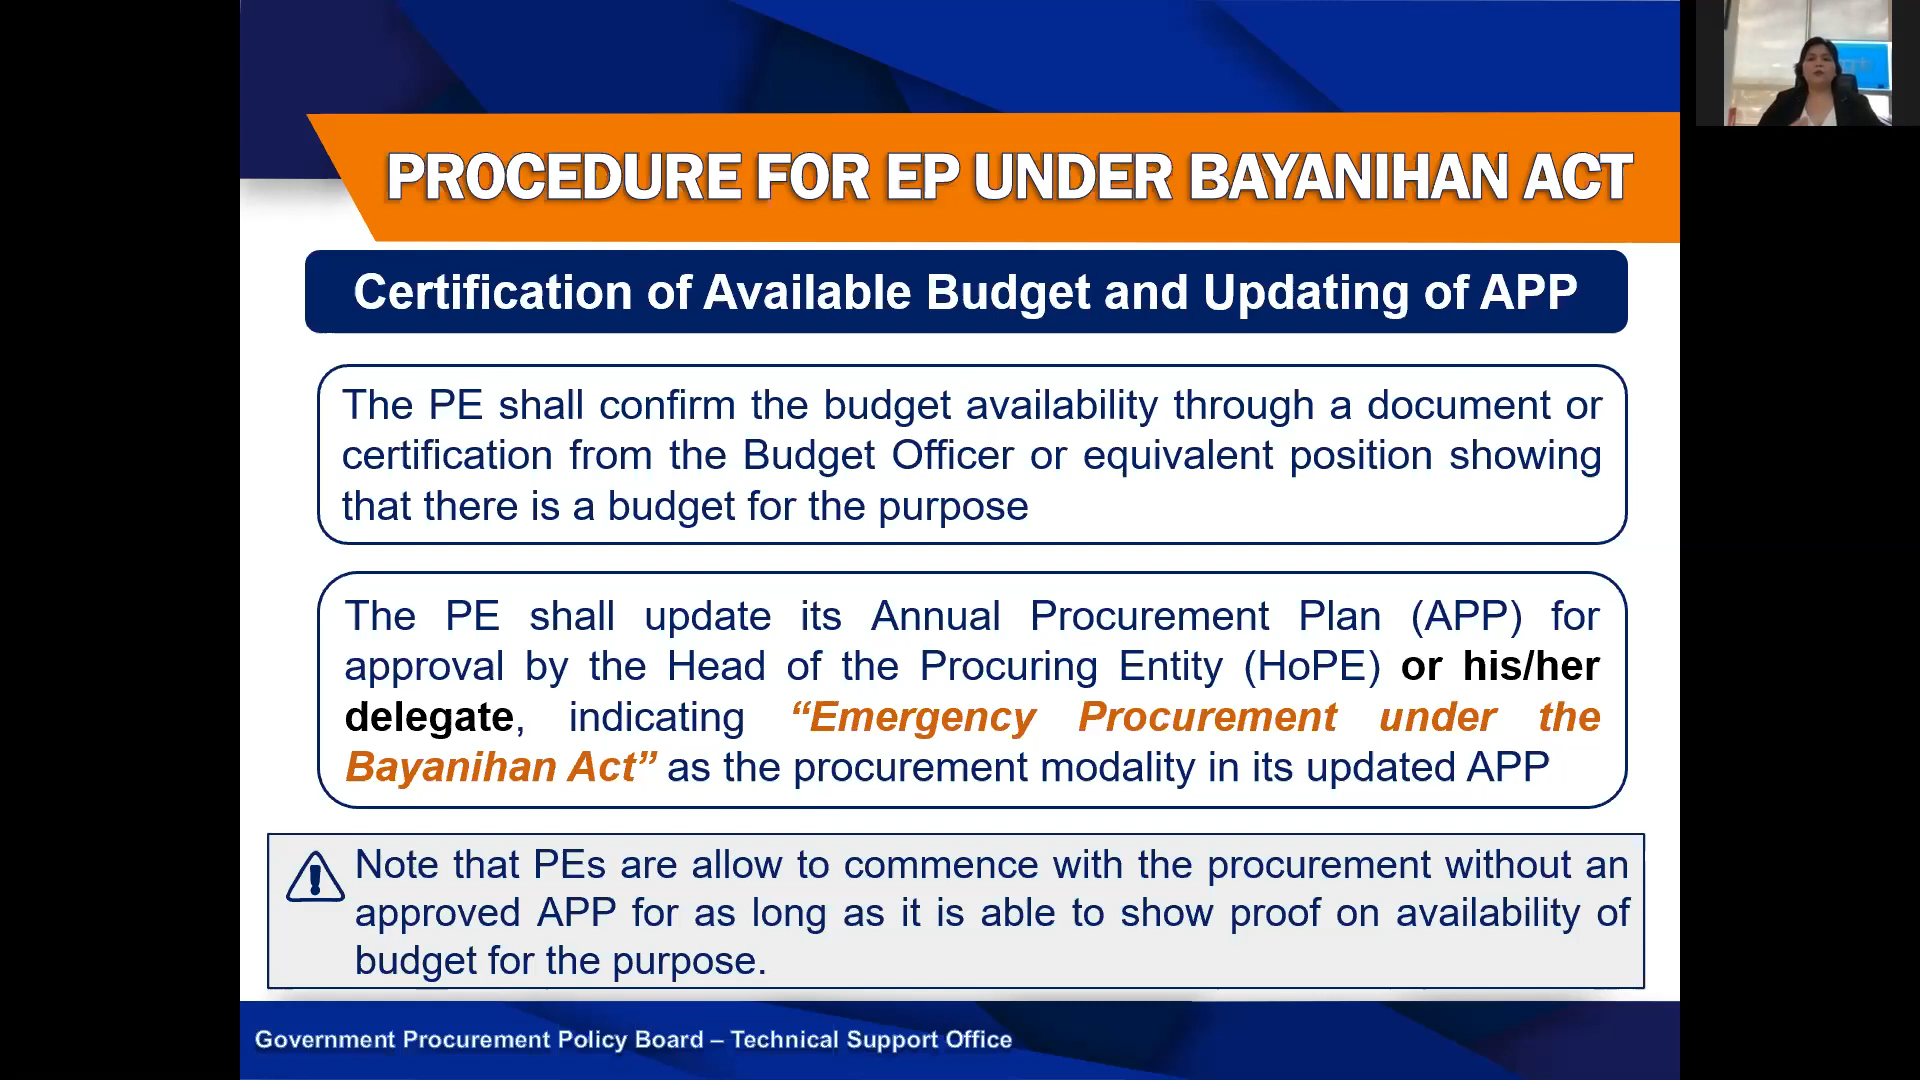 PROCEDURE FOR EP UNDER BAYANIHAN ACT
Certification of Available Budget and Updating of APP
The PE shall confirm the budget availability through a document or
certification from the Budget Officer or equivalent position showing
that there is a budget for the purpose
The PE shall update its Annual Procurement Plan (APP) for
approval by the Head of the Procuring Entity (HoPE) or his/her
delegate, indicating “Emergency Procurement under the
Bayanihan Act” as the procurement modality in its updated APP
Note that PEs are allow to commence with the procurement without an
approved APP for as long as it is able to show proof on availability of
budget for the purpose.
Government Procurement Policy Board – Technical Support Office